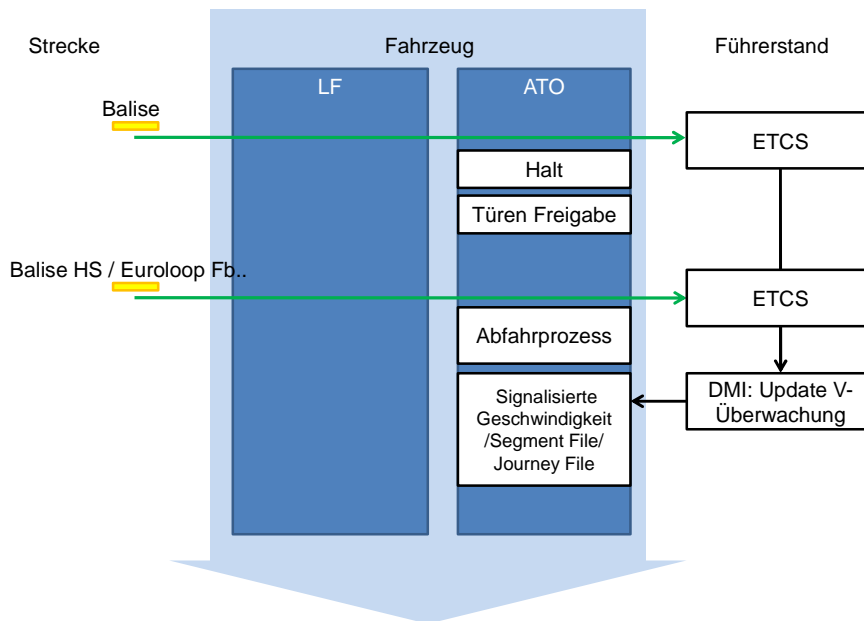 Strecke
Fahrzeug
Führerstand
LF
ATO
Balise
ETCS
Halt
Türen Freigabe
Balise HS / Euroloop Fb..
ETCS
Abfahrprozess
Signalisierte
Geschwindigkeit
/Segment File/
Journey File
DMI: Update V-
Überwachung